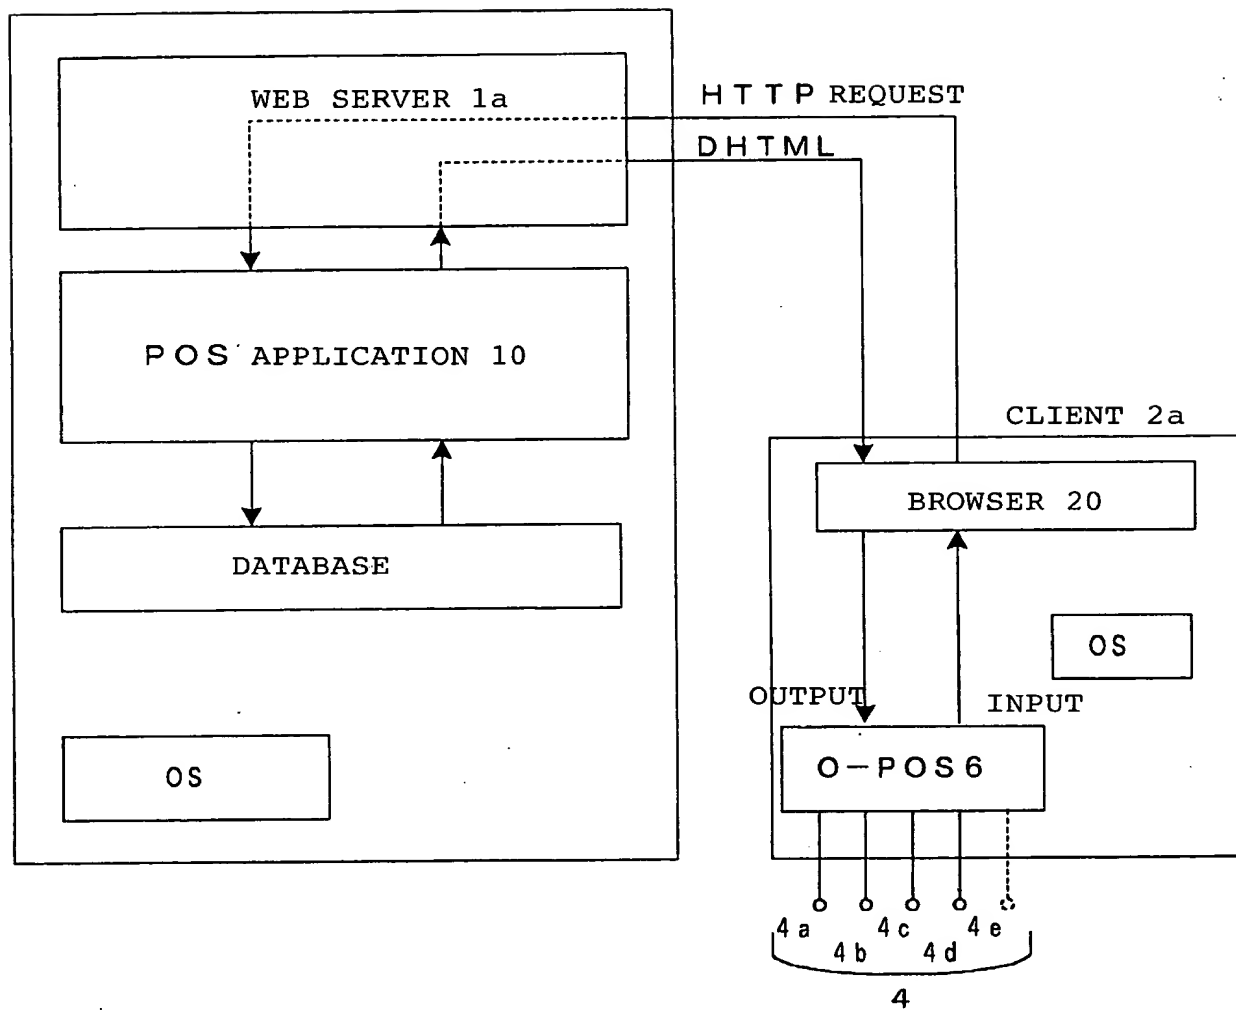 WEB SERVER 1a
HTTP REQUEST
DHTML
POS APPLICATION 10
CLIENT 2a
BROWSER 20
DATABASE
OS
OUTPUT
INPUT
O-POS6
OS
4a 4c 4e
4b 4d
4